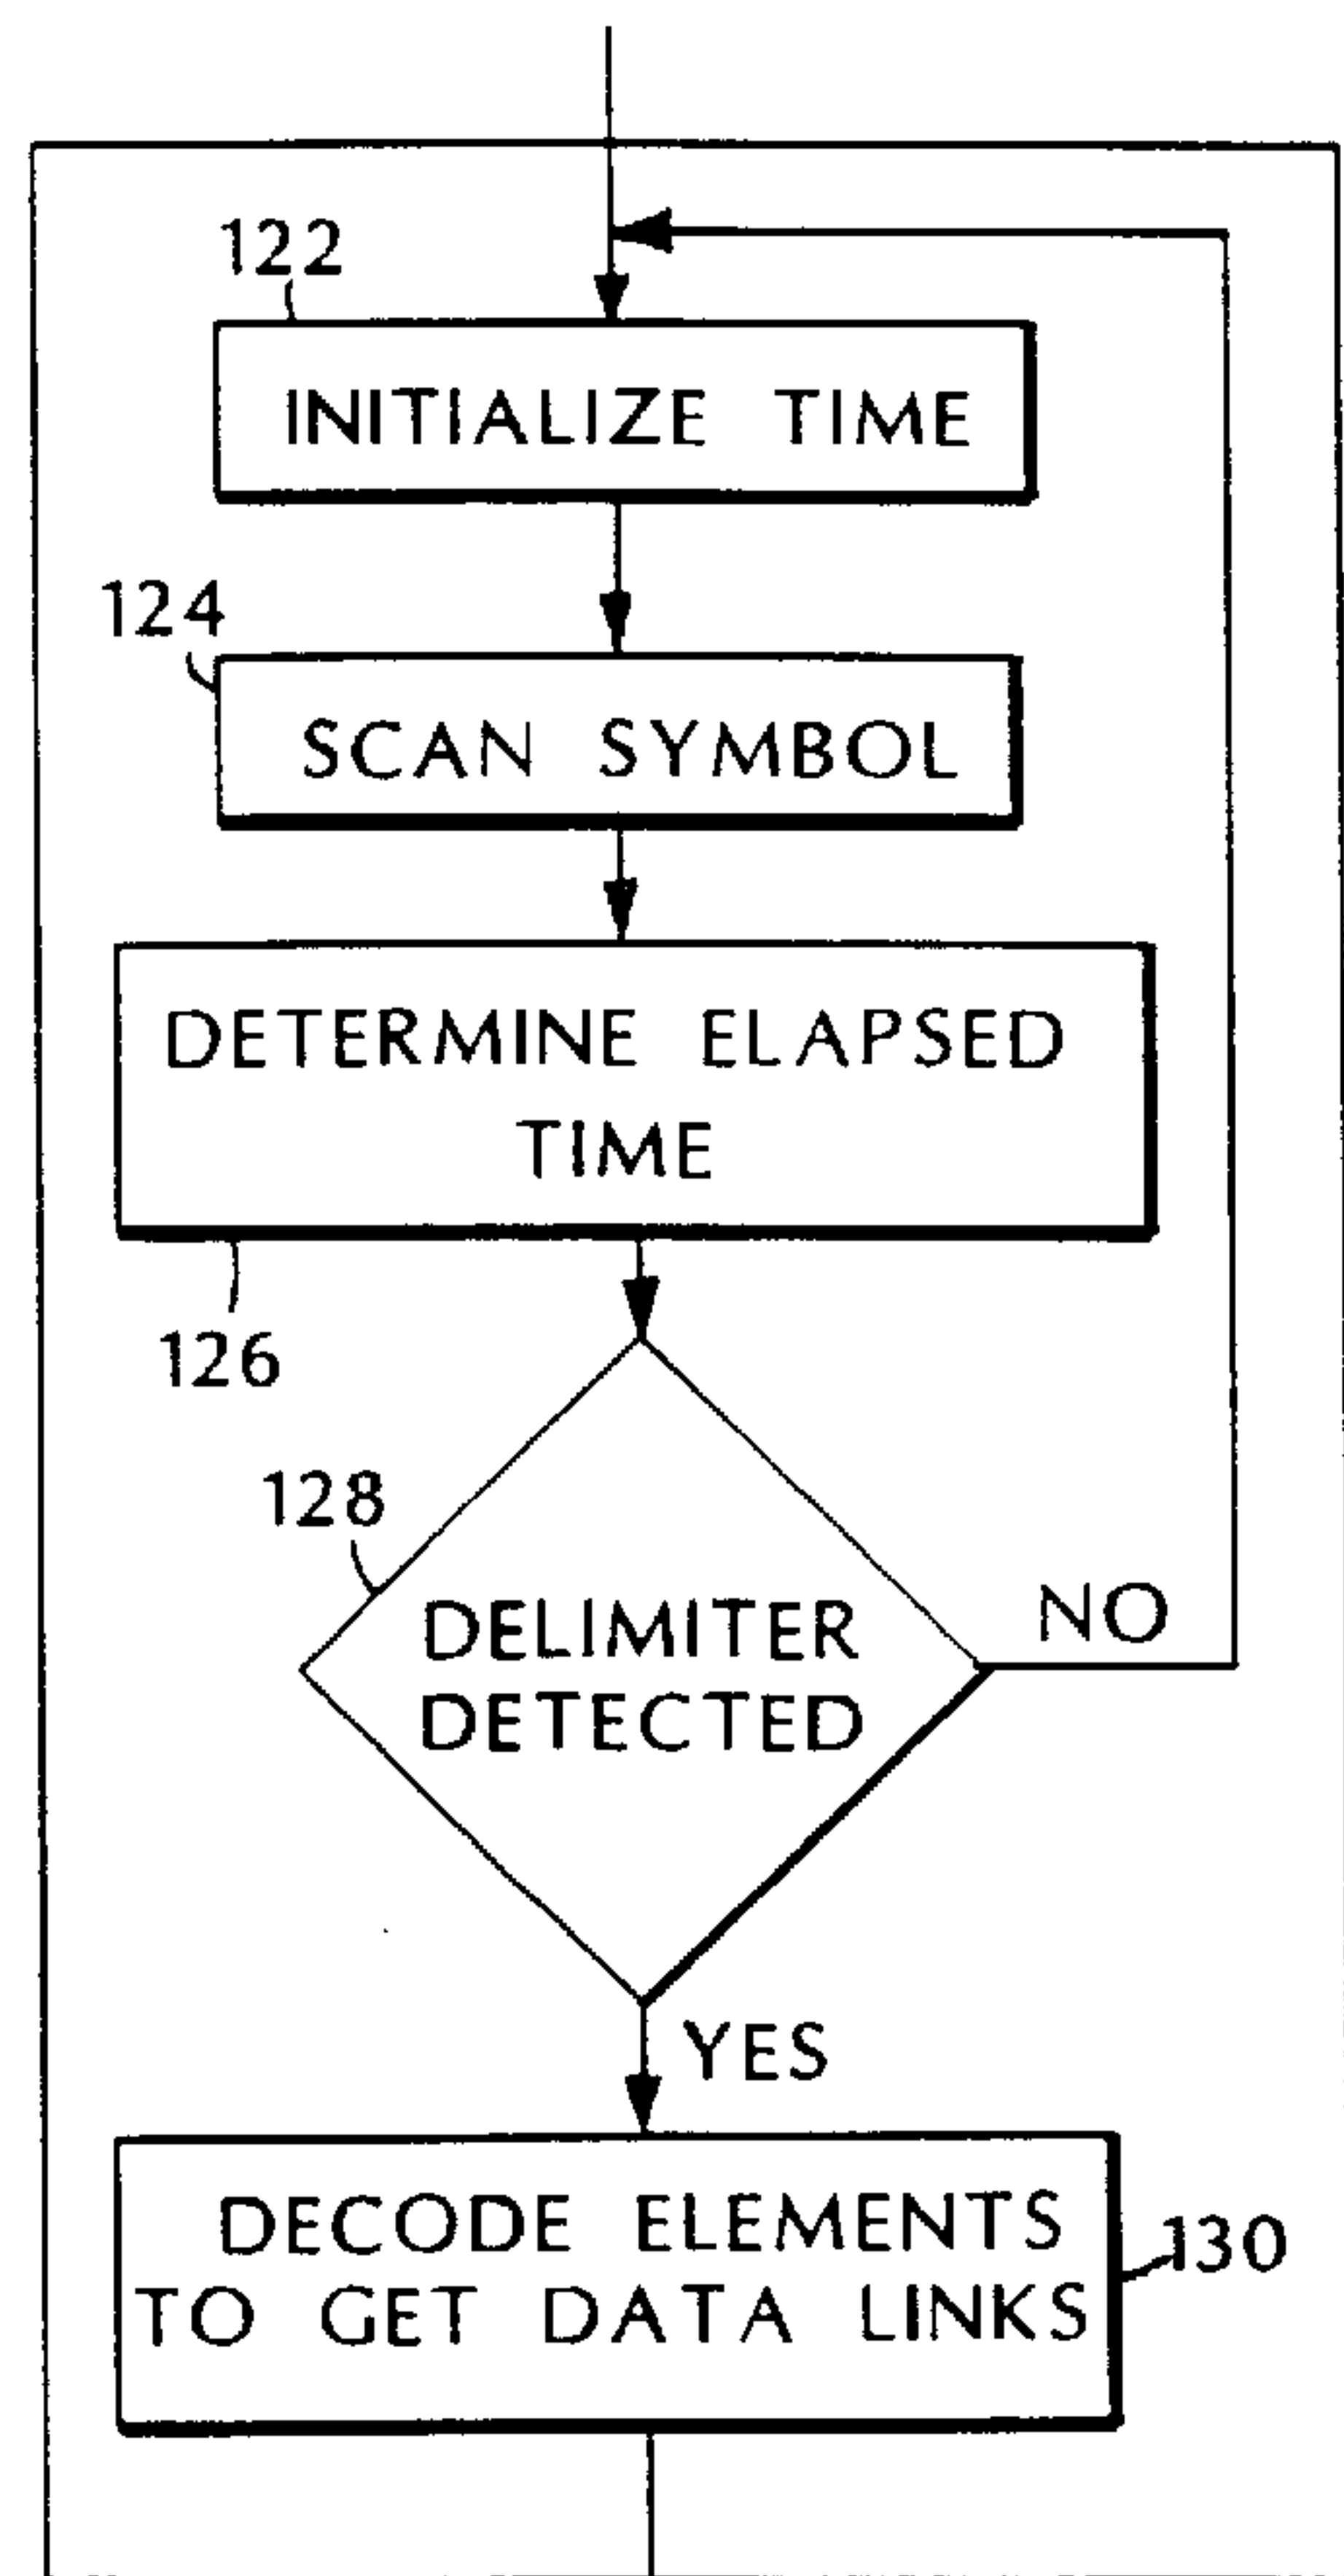 122
INITIALIZE TIME
124
SCAN SYMBOL
DETERMINE ELAPSED
TIME
126
128
DELIMITER
DETECTED
NO
YES
DECODE ELEMENTS
TO GET DATA LINKS
130